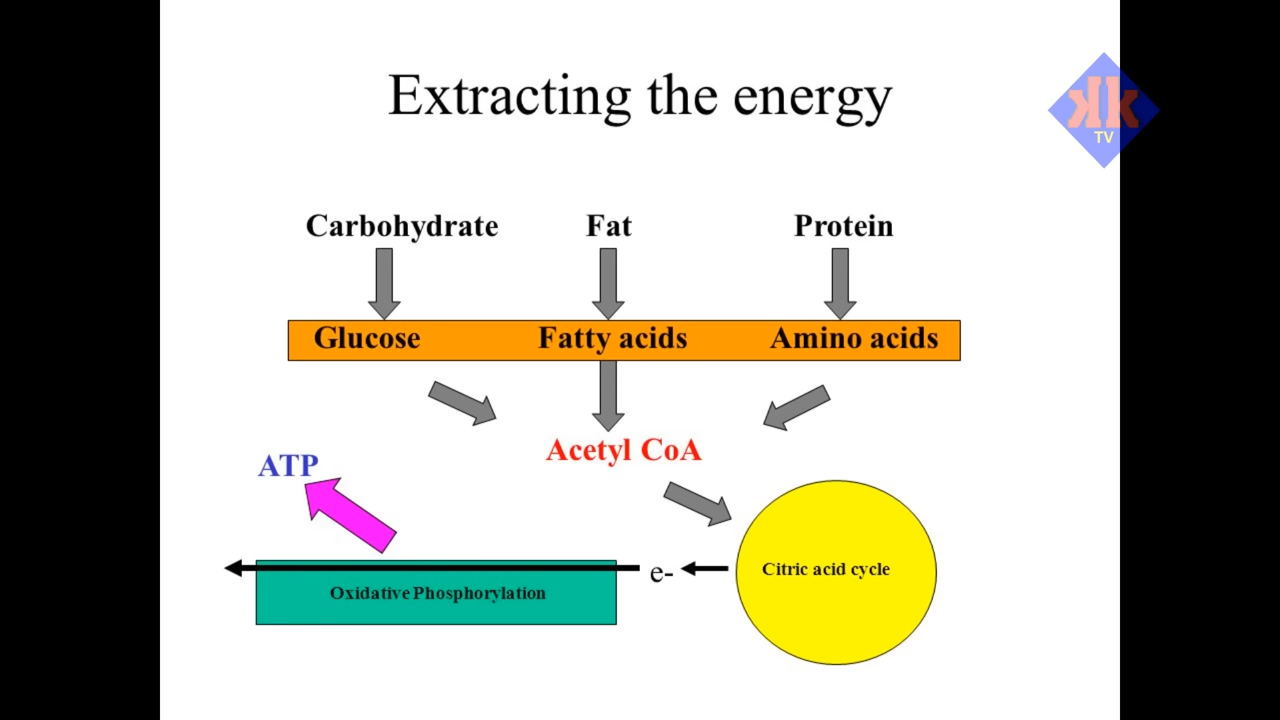 Extracting the energy
KK
TV
Carbohydrate Fat Protein
Glucose Fatty acids Amino acids
Acetyl CoA
ATP
Citric acid cycle
e-
Oxidative Phosphorylation